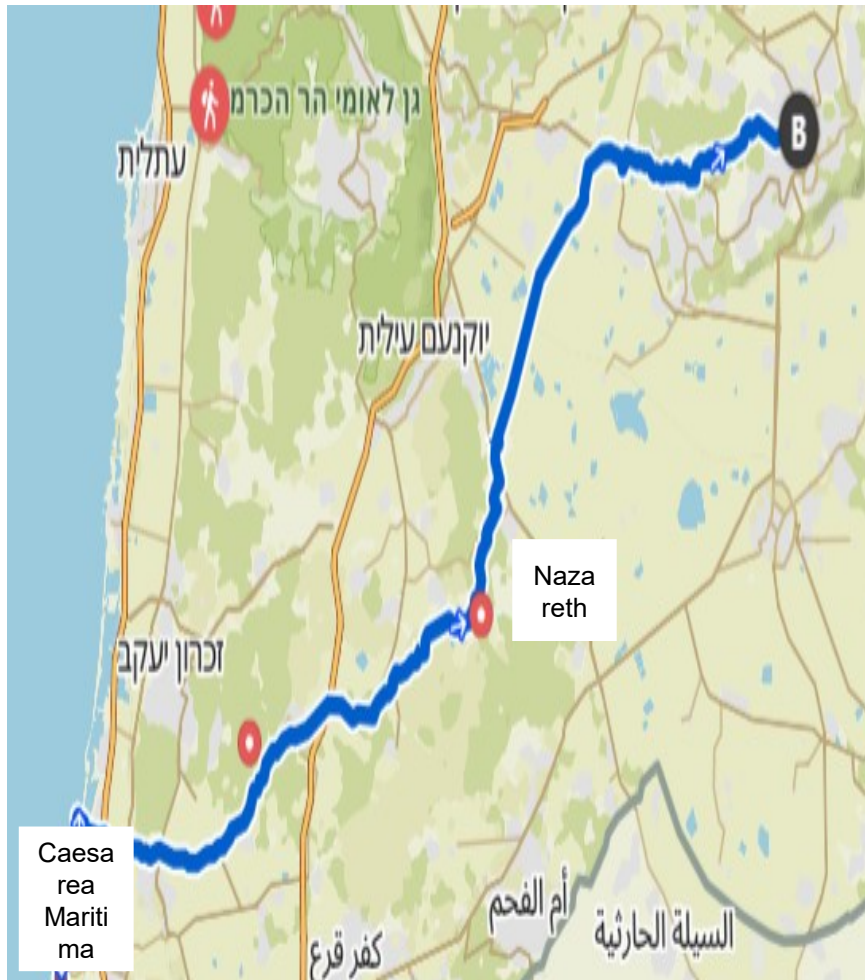 גן לאומי הר הכרמ
עתלית
B
יוקנעם עילית
Naza
reth
זכרון יעקב
Caesa
rea
Mariti
ma
أم الفحم
السيلة الحارثية
כפר קרע